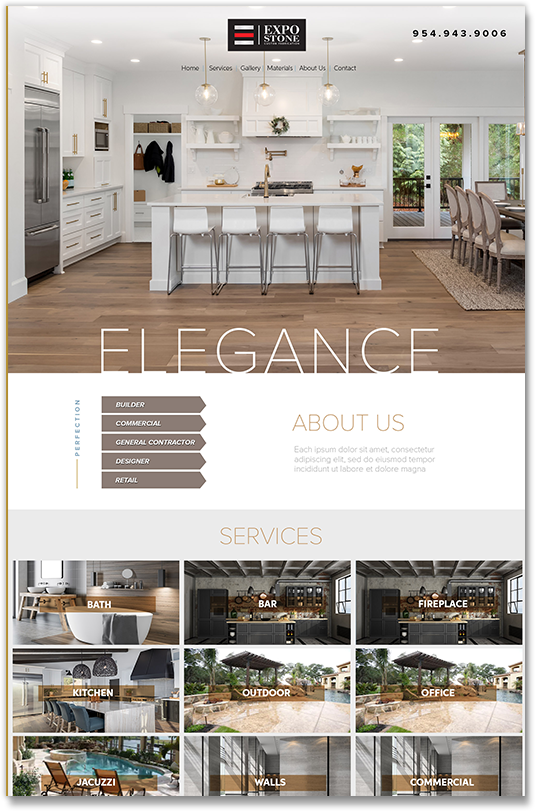 EXPO
STONE
CUSTOM FABRICATION
954.943.9006
Home Services Gallery Materials About Us Contact
ELEGANCE
PERFECTION
BUILDER
COMMERCIAL
GENERAL CONTRACTOR
DESIGNER
RETAIL
ABOUT US
Each ipsum dolor sit amet, consectetur
adipiscing elit, sed do eiusmod tempor
incididunt ut labore et dolore magna
SERVICES
BATH
BAR
FIREPLACE
KITCHEN
OUTDOOR
OFFICE
JACUZZI
WALLS
COMMERCIAL